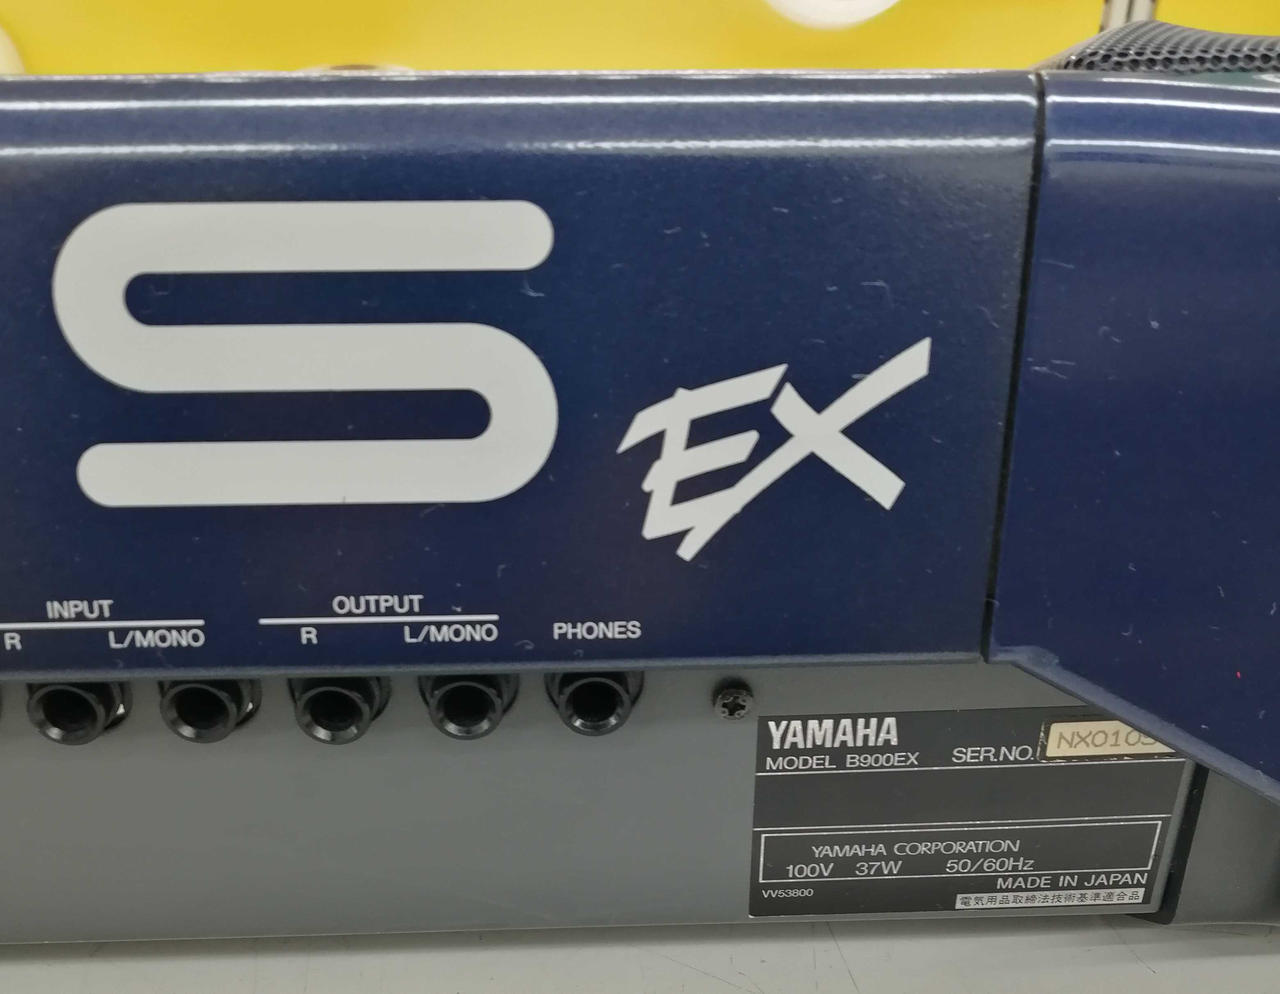 S EX
INPUT OUTPUT
R L/MONO R L/MONO PHONES
YAMAHA
MODEL B900EX SER.NO. NX0105
YAMAHA CORPORATION
100V 37W 50/60Hz
MADE IN JAPAN
VV53800
電気用品取締法技術基準適合品